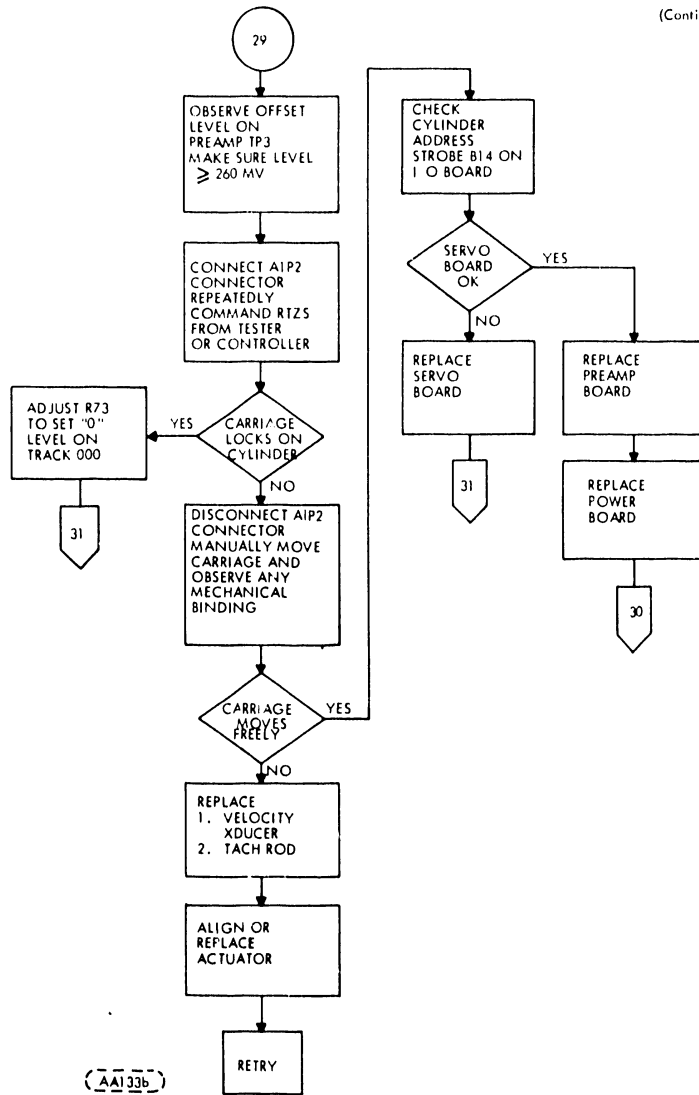 (Conti
29
OBSERVE OFFSET
LEVEL ON
PREAMP TP3
MAKE SURE LEVEL
≥ 260 MV
CONNECT A1P2
CONNECTOR
REPEATEDLY
COMMAND RTZS
FROM TESTER
OR CONTROLLER
CARRIAGE
LOCKS ON
CYLINDER
YES
ADJUST R73
TO SET "0"
LEVEL ON
TRACK 000
31
NO
DISCONNECT A1P2
CONNECTOR
MANUALLY MOVE
CARRIAGE AND
OBSERVE ANY
MECHANICAL
BINDING
CARRIAGE
MOVES
FREELY
YES
NO
REPLACE
1. VELOCITY
XDUCER
2. TACH ROD
ALIGN OR
REPLACE
ACTUATOR
RETRY
CHECK
CYLINDER
ADDRESS
STROBE B14 ON
I O BOARD
SERVO
BOARD
OK
YES
NO
REPLACE
SERVO
BOARD
31
REPLACE
PREAMP
BOARD
REPLACE
POWER
BOARD
30
AA133b